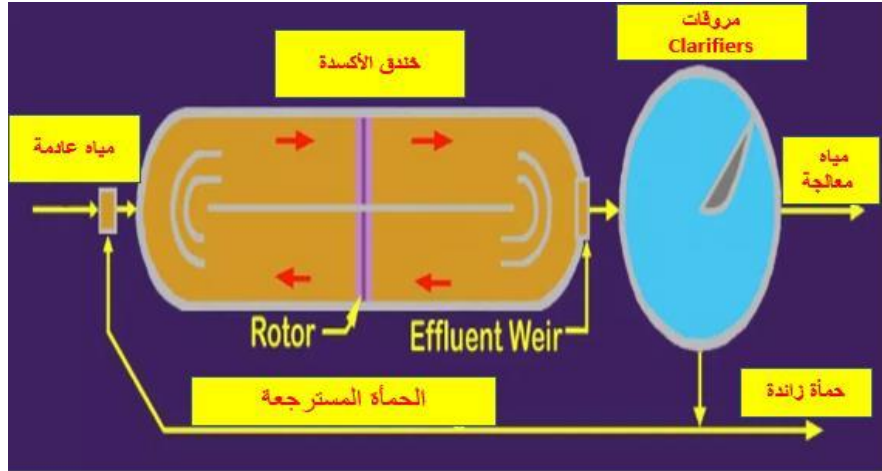 مروقات
Clarifiers
خندق الأكسدة
مياه عادمة
مياه
معالجة
Rotor
Effluent Weir
الحمأة المسترجعة
حمأة زائدة